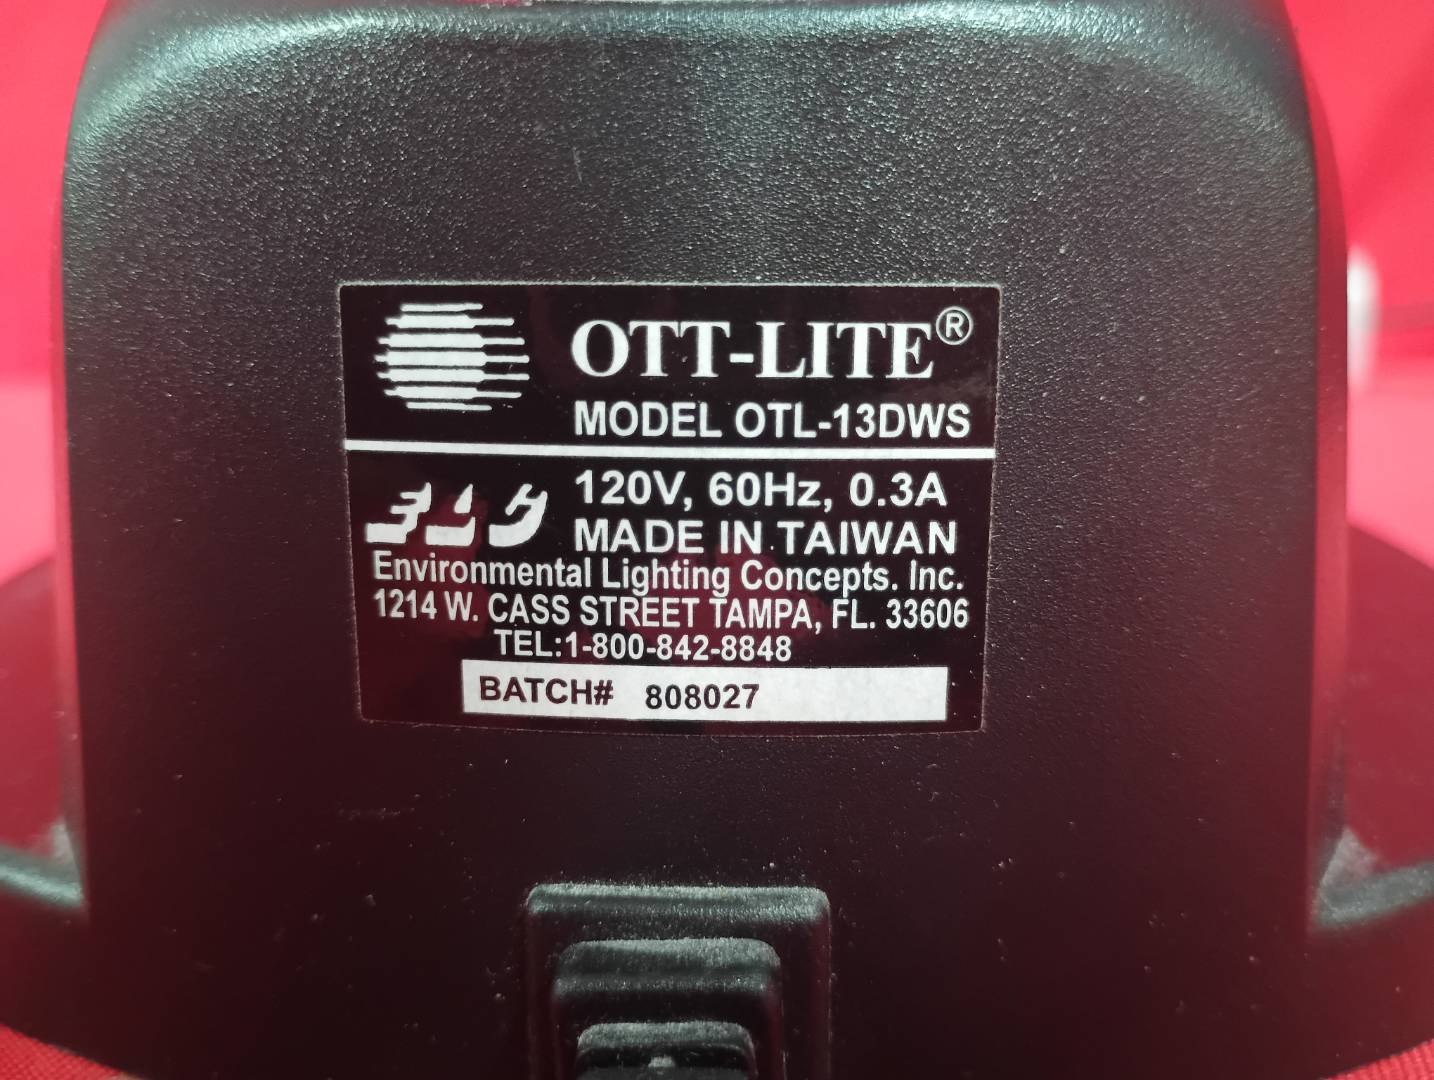 OTT-LITE®
MODEL OTL-13DWS
120V, 60Hz, 0.3A
MADE IN TAIWAN
Environmental Lighting Concepts. Inc.
1214 W. CASS STREET TAMPA, FL. 33606
TEL:1-800-842-8848
BATCH# 808027